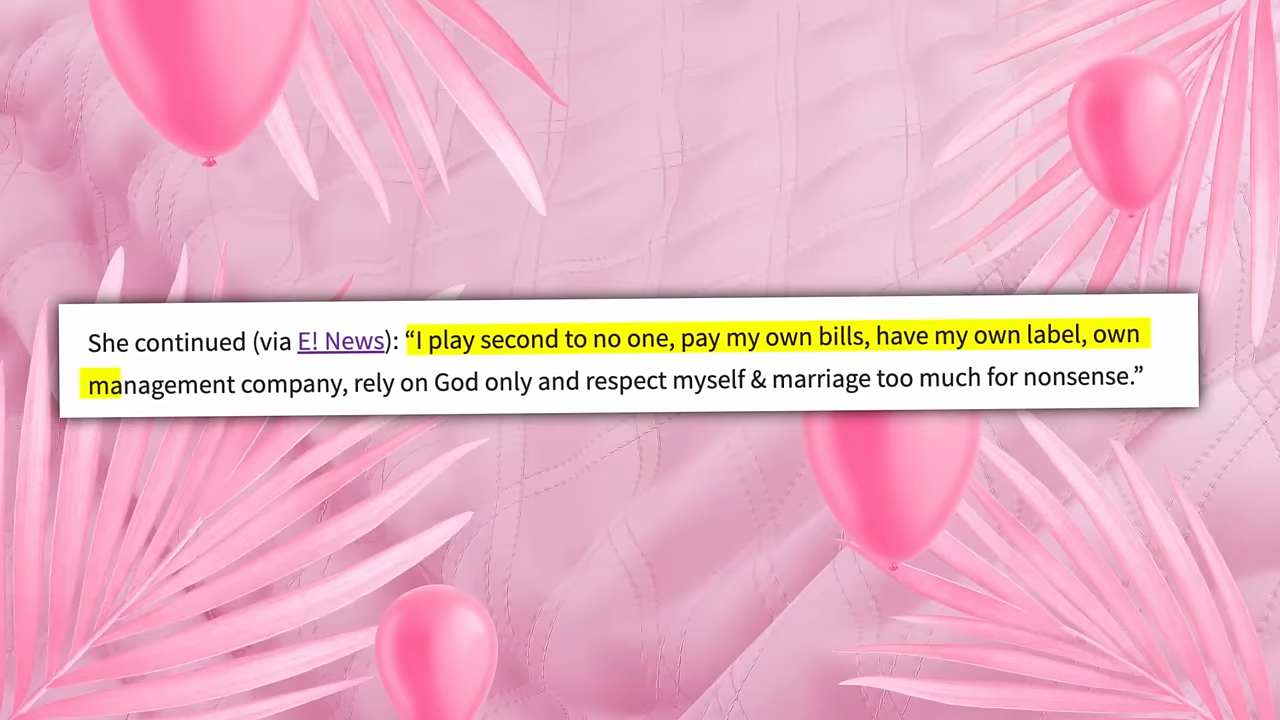 She continued (via E! News): “I play second to no one, pay my own bills, have my own label, own
management company, rely on God only and respect myself & marriage too much for nonsense.”